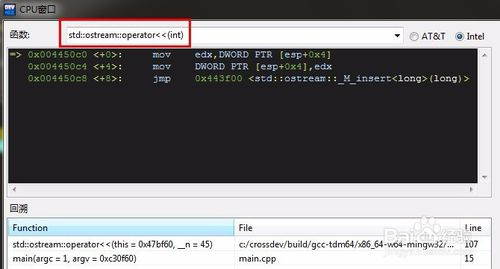 CPU窗口
函数: std::ostream::operator<<(int) AT&T Intel
=> 0x004450c0 <+0>: mov edx,DWORD PTR [esp+0x4]
0x004450c4 <+4>: mov DWORD PTR [esp+0x4],edx
0x004450c8 <+8>: jmp 0x443f00 <std::ostream::_M_insert<long>(long)>
回溯
Function File Line
std::ostream::operator<<(this = 0x47bf60, __n = 45) c:/crossdev/build/gcc-tdm64/x86_64-w64-mingw32/... 107
main(argc = 1, argv = 0xc30f60) main.cpp 15